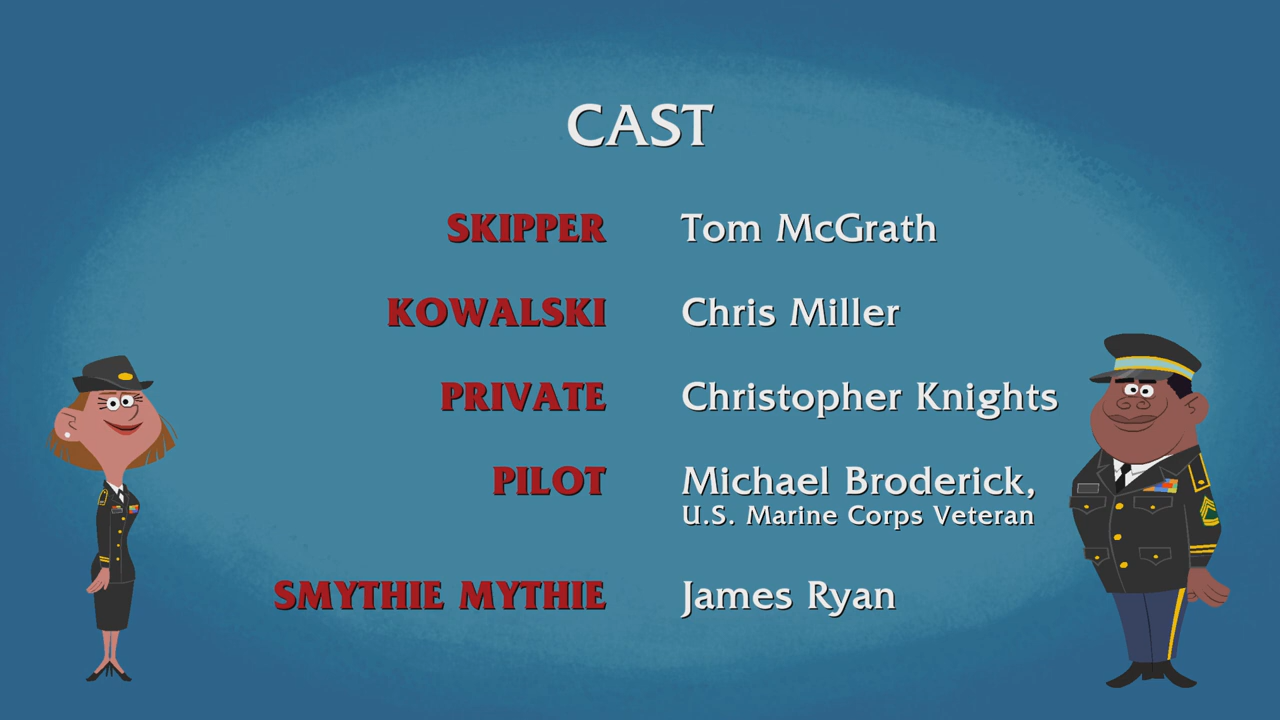 CAST
SKIPPER Tom McGrath
KOWALSKI Chris Miller
PRIVATE Christopher Knights
PILOT Michael Broderick,
U.S. Marine Corps Veteran
SMYTHIE MYTHIE James Ryan